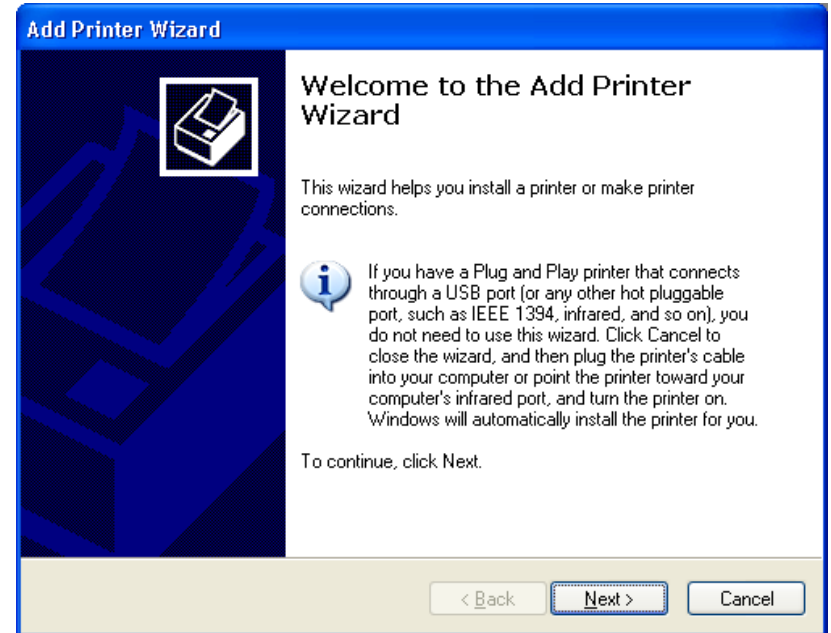 Add Printer Wizard
Welcome to the Add Printer
Wizard
This wizard helps you install a printer or make printer
connections.
If you have a Plug and Play printer that connects
through a USB port (or any other hot pluggable
port, such as IEEE 1394, infrared, and so on), you
do not need to use this wizard. Click Cancel to
close the wizard, and then plug the printer's cable
into your computer or point the printer toward your
computer's infrared port, and turn the printer on.
Windows will automatically install the printer for you.
To continue, click Next.
< Back Next > Cancel